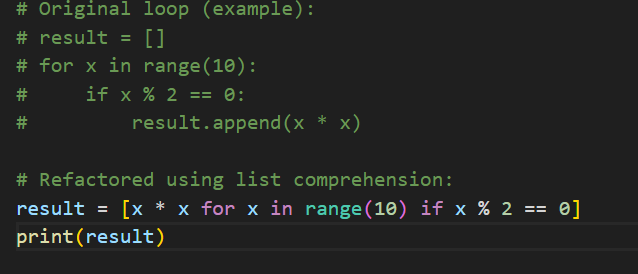 # Original loop (example):
# result = []
# for x in range(10):
#     if x % 2 == 0:
#         result.append(x * x)
# Refactored using list comprehension:
result = [x * x for x in range(10) if x % 2 == 0]
print(result)